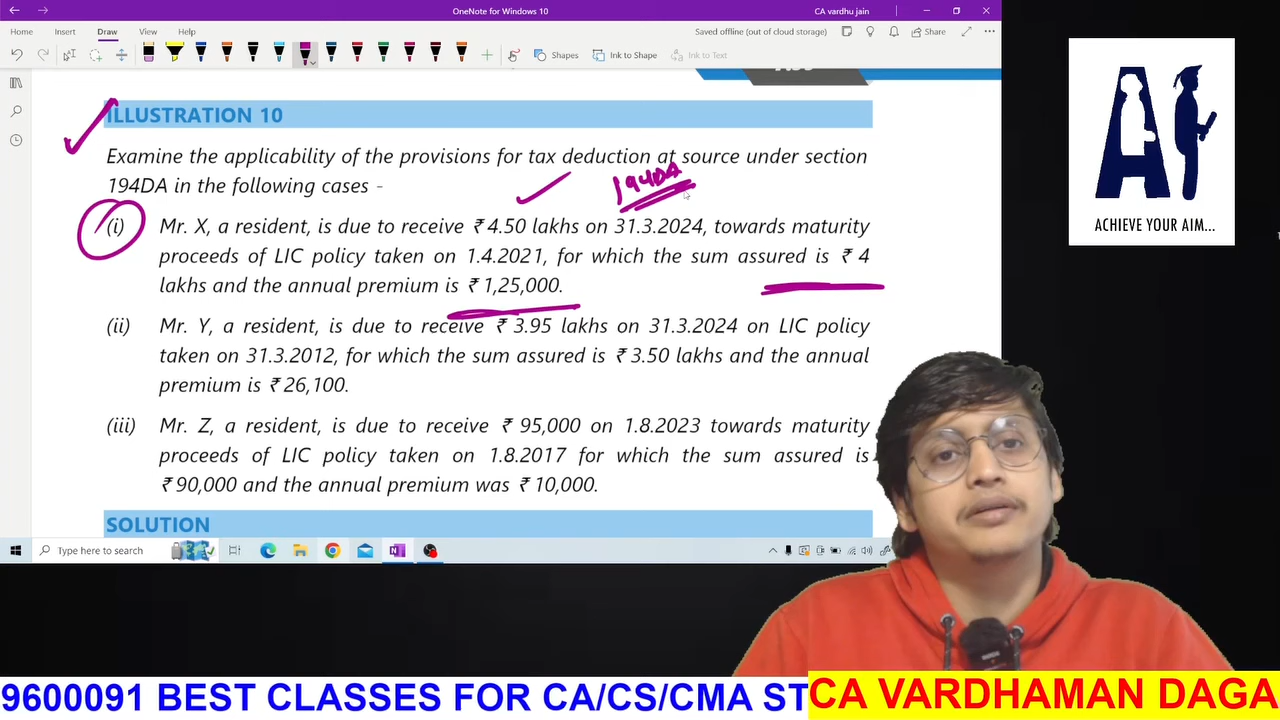 OneNote for Windows 10
CA vardhu jain
Home Insert Draw View Help
Saved offline (out of cloud storage)
Share
Shapes
Ink to Shape
Ink to Text
ILLUSTRATION 10
Examine the applicability of the provisions for tax deduction at source under section
194DA in the following cases -
194DA
(i) Mr. X, a resident, is due to receive ₹ 4.50 lakhs on 31.3.2024, towards maturity
proceeds of LIC policy taken on 1.4.2021, for which the sum assured is ₹ 4
lakhs and the annual premium is ₹ 1,25,000.
(ii) Mr. Y, a resident, is due to receive ₹ 3.95 lakhs on 31.3.2024 on LIC policy
taken on 31.3.2012, for which the sum assured is ₹ 3.50 lakhs and the annual
premium is ₹ 26,100.
(iii) Mr. Z, a resident, is due to receive ₹ 95,000 on 1.8.2023 towards maturity
proceeds of LIC policy taken on 1.8.2017 for which the sum assured is
₹ 90,000 and the annual premium was ₹ 10,000.
SOLUTION
Type here to search
AI
ACHIEVE YOUR AIM...
9600091 BEST CLASSES FOR CA/CS/CMA ST
CA VARDHAMAN DAGA